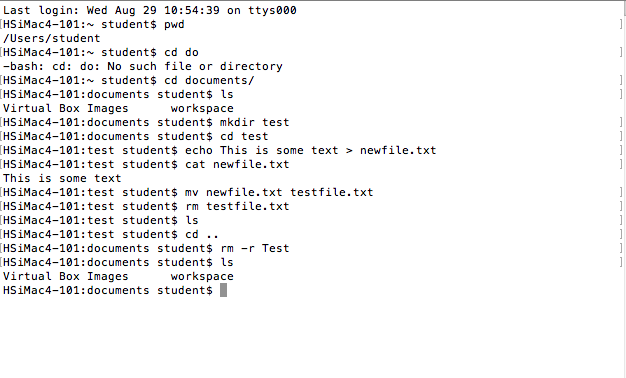 Last login: Wed Aug 29 10:54:39 on ttys000
[HSiMac4-101:~ student$ pwd ]
/Users/student
[HSiMac4-101:~ student$ cd do ]
-bash: cd: do: No such file or directory
[HSiMac4-101:~ student$ cd documents/ ]
[HSiMac4-101:documents student$ ls ]
Virtual Box Images      workspace
[HSiMac4-101:documents student$ mkdir test ]
[HSiMac4-101:documents student$ cd test ]
[HSiMac4-101:test student$ echo This is some text > newfile.txt ]
[HSiMac4-101:test student$ cat newfile.txt ]
This is some text
[HSiMac4-101:test student$ mv newfile.txt testfile.txt ]
[HSiMac4-101:test student$ rm testfile.txt ]
[HSiMac4-101:test student$ ls ]
[HSiMac4-101:test student$ cd .. ]
[HSiMac4-101:documents student$ rm -r Test ]
[HSiMac4-101:documents student$ ls ]
Virtual Box Images      workspace
HSiMac4-101:documents student$